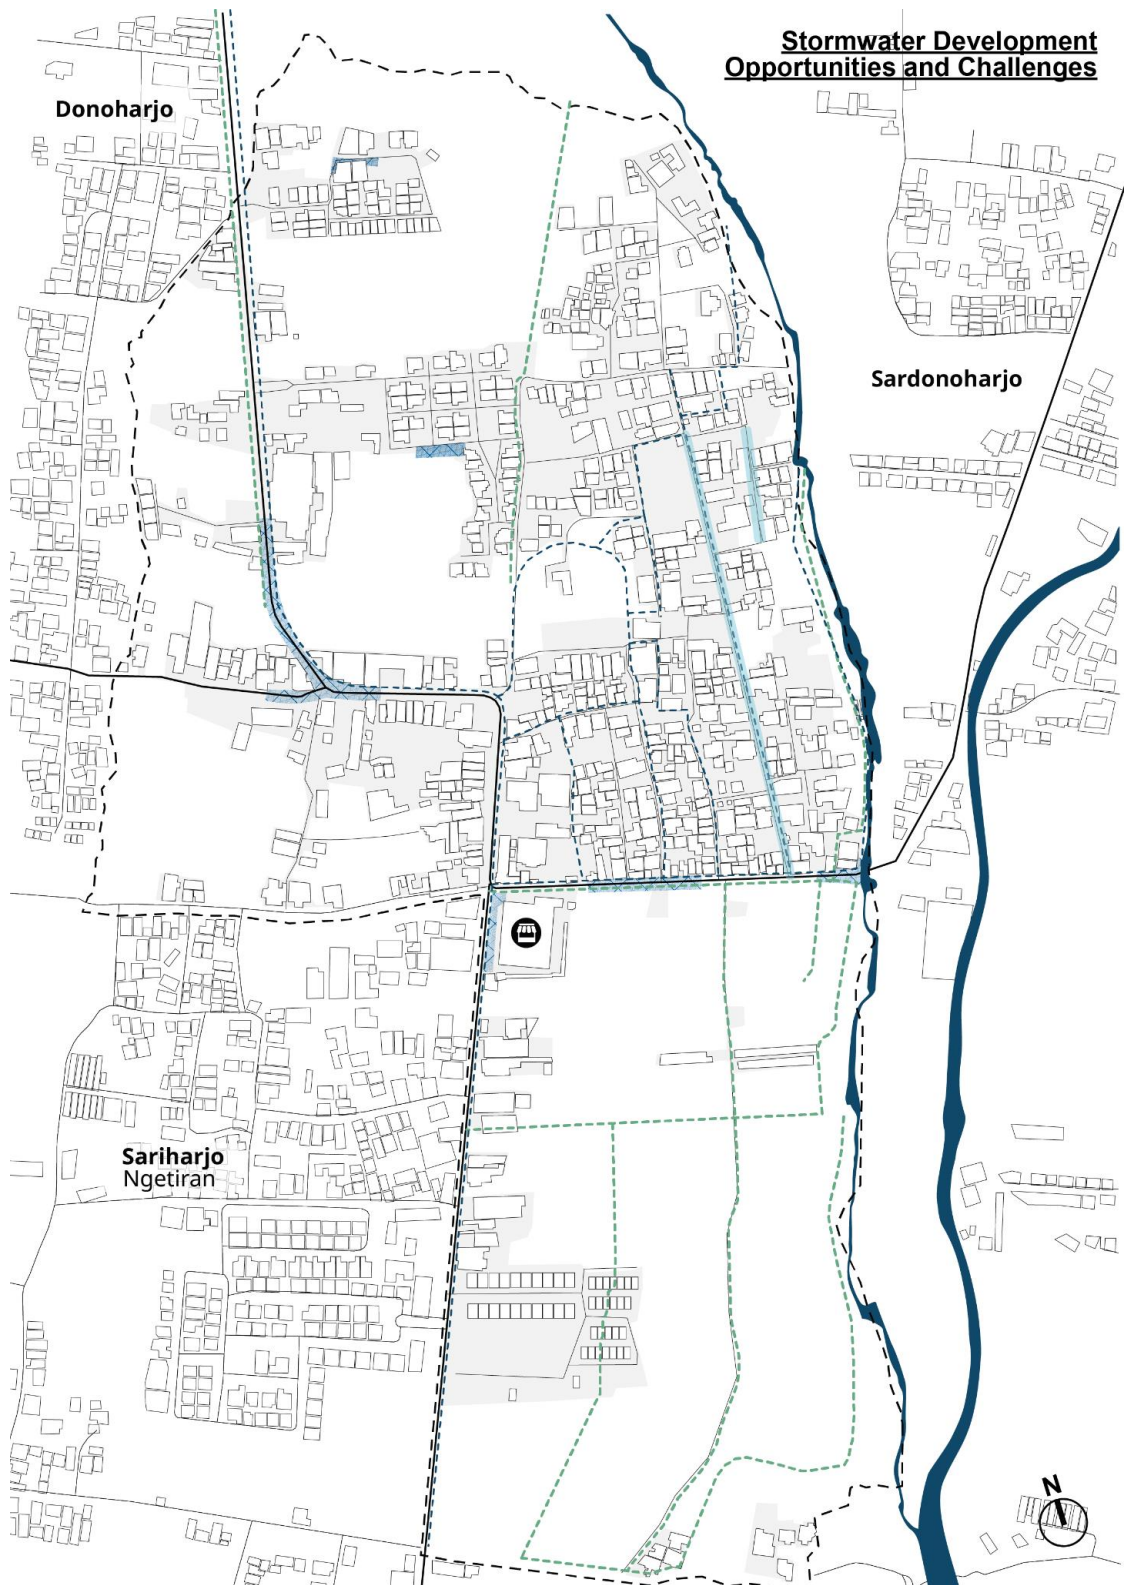 Stormwater Development
Opportunities and Challenges
Donoharjo
Sardonoharjo
Sariharjo
Ngetiran
N